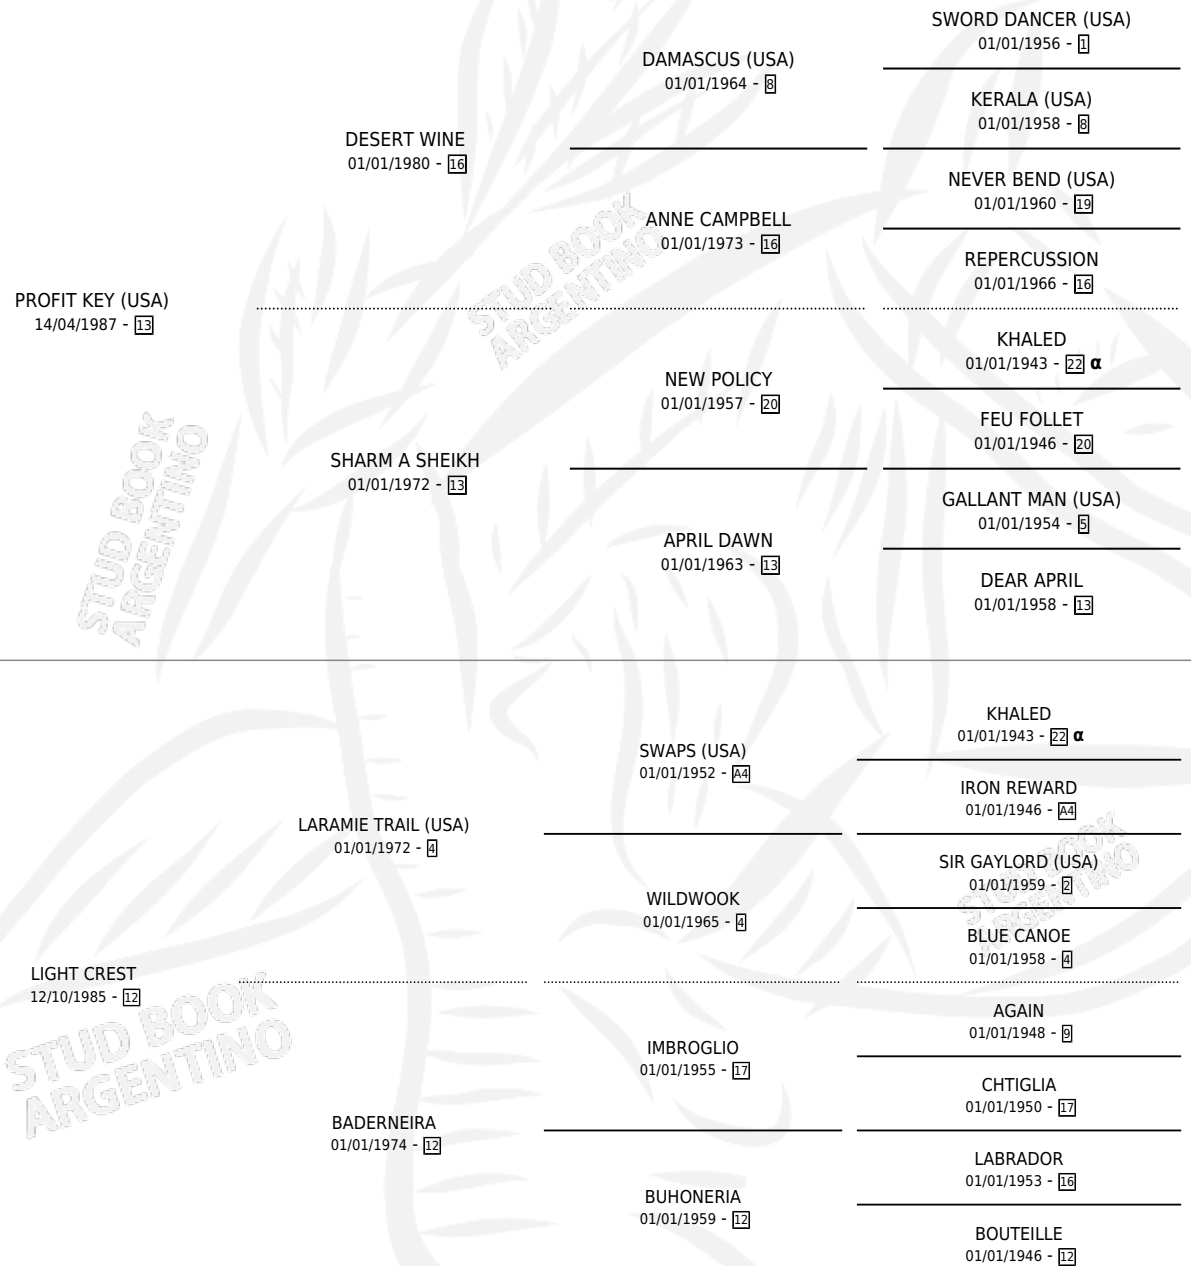 SWORD DANCER (USA)
01/01/1956 - 1
DAMASCUS (USA)
01/01/1964 - 8
KERALA (USA)
01/01/1958 - 8
DESERT WINE
01/01/1980 - 16
NEVER BEND (USA)
01/01/1960 - 19
ANNE CAMPBELL
01/01/1973 - 16
REPERCUSSION
01/01/1966 - 16
PROFIT KEY (USA)
14/04/1987 - 13
KHALED
01/01/1943 - 22 α
NEW POLICY
01/01/1957 - 20
FEU FOLLET
01/01/1946 - 20
SHARM A SHEIKH
01/01/1972 - 13
GALLANT MAN (USA)
01/01/1954 - 5
APRIL DAWN
01/01/1963 - 13
DEAR APRIL
01/01/1958 - 13
STUD BOOK
ARGENTINO
STUD BOOK
ARGENTINO
KHALED
01/01/1943 - 22 α
SWAPS (USA)
01/01/1952 - A4
IRON REWARD
01/01/1946 - A4
LARAMIE TRAIL (USA)
01/01/1972 - 4
SIR GAYLORD (USA)
01/01/1959 - 2
WILDWOOK
01/01/1965 - 4
BLUE CANOE
01/01/1958 - 4
LIGHT CREST
12/10/1985 - 12
AGAIN
01/01/1948 - 9
IMBROGLIO
01/01/1955 - 17
CHTIGLIA
01/01/1950 - 17
BADERNEIRA
01/01/1974 - 12
LABRADOR
01/01/1953 - 16
BUHONERIA
01/01/1959 - 12
BOUTEILLE
01/01/1946 - 12
STUD BOOK
ARGENTINO
STUD BOOK
ARGENTINO